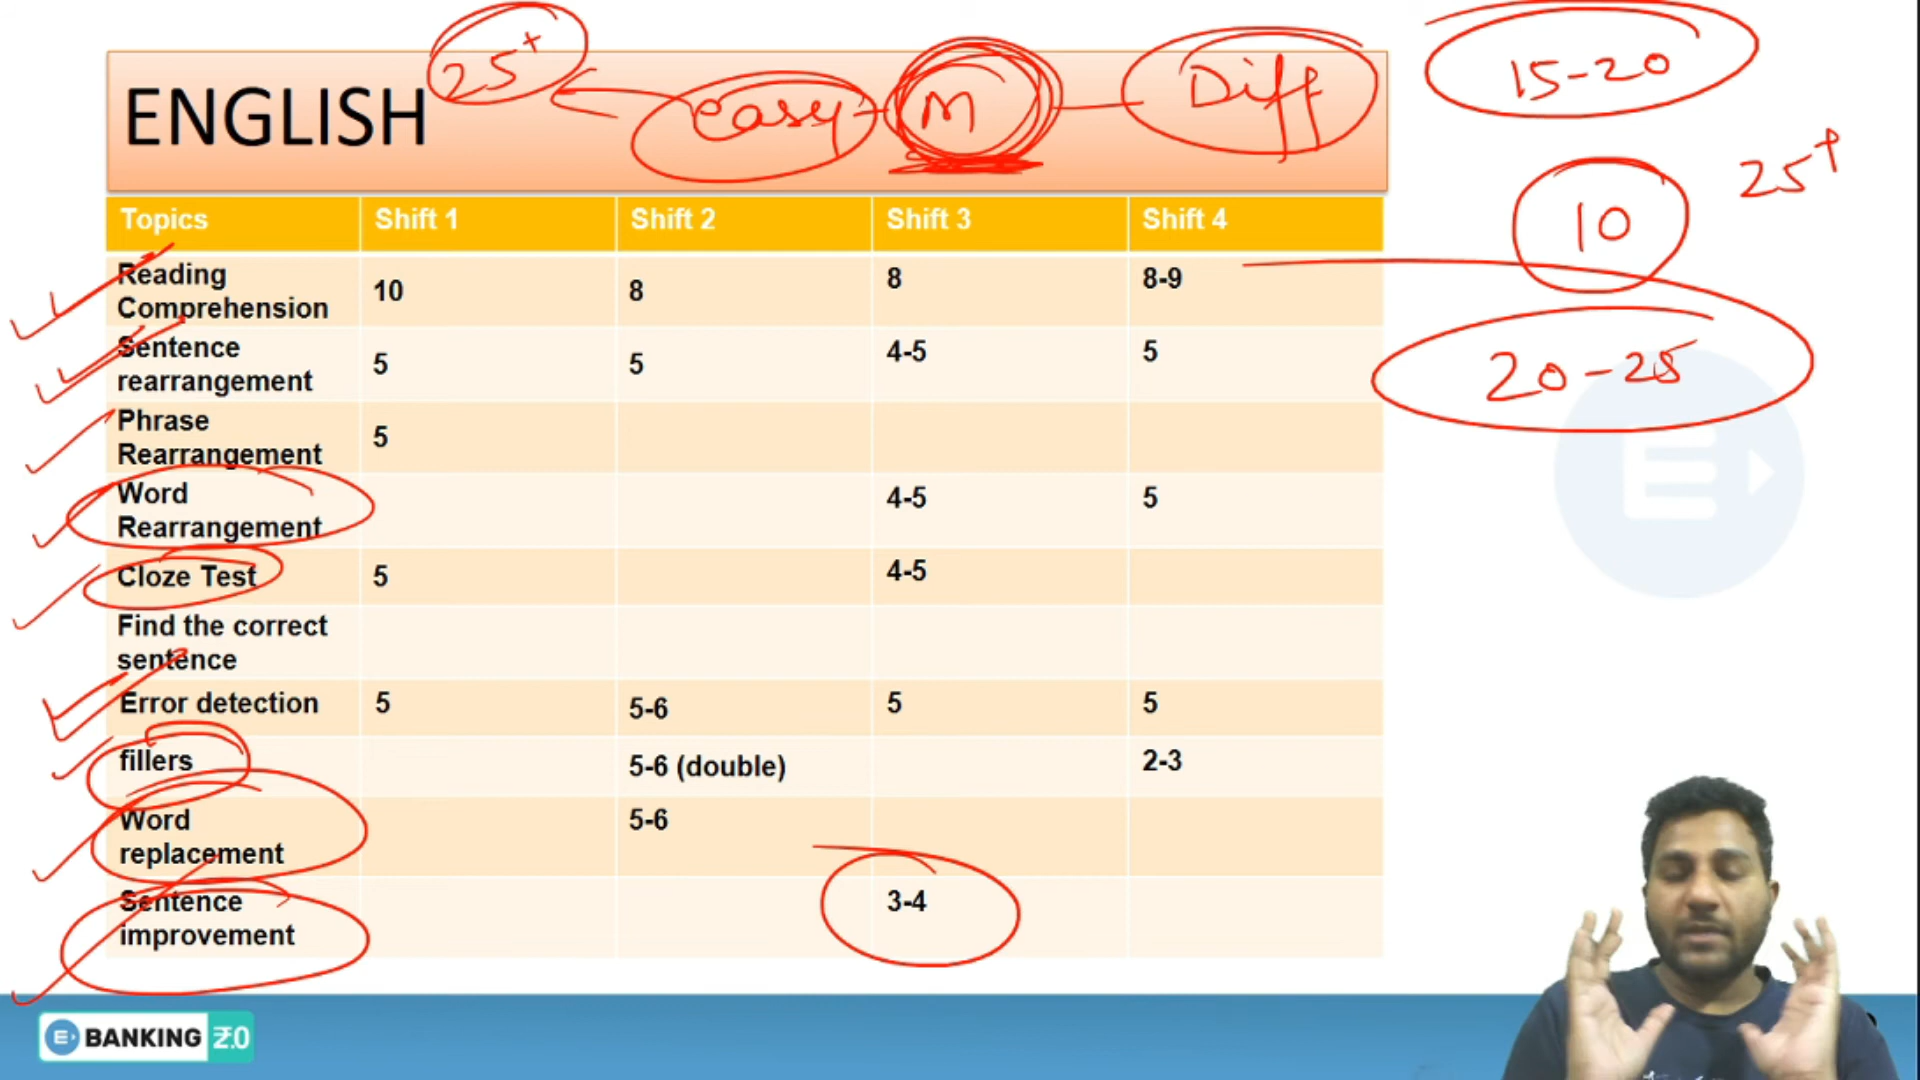 25+
15-20
ENGLISH
easy - M - Diff
10
25+
20-25
Topics Shift 1 Shift 2 Shift 3 Shift 4
Reading
Comprehension 10 8 8 8-9
Sentence
rearrangement 5 5 4-5 5
Phrase
Rearrangement 5
Word
Rearrangement 4-5 5
Cloze Test 5 4-5
Find the correct
sentence
Error detection 5 5-6 5 5
fillers 5-6 (double) 2-3
Word
replacement 5-6
Sentence
improvement 3-4
E BANKING ₹.0